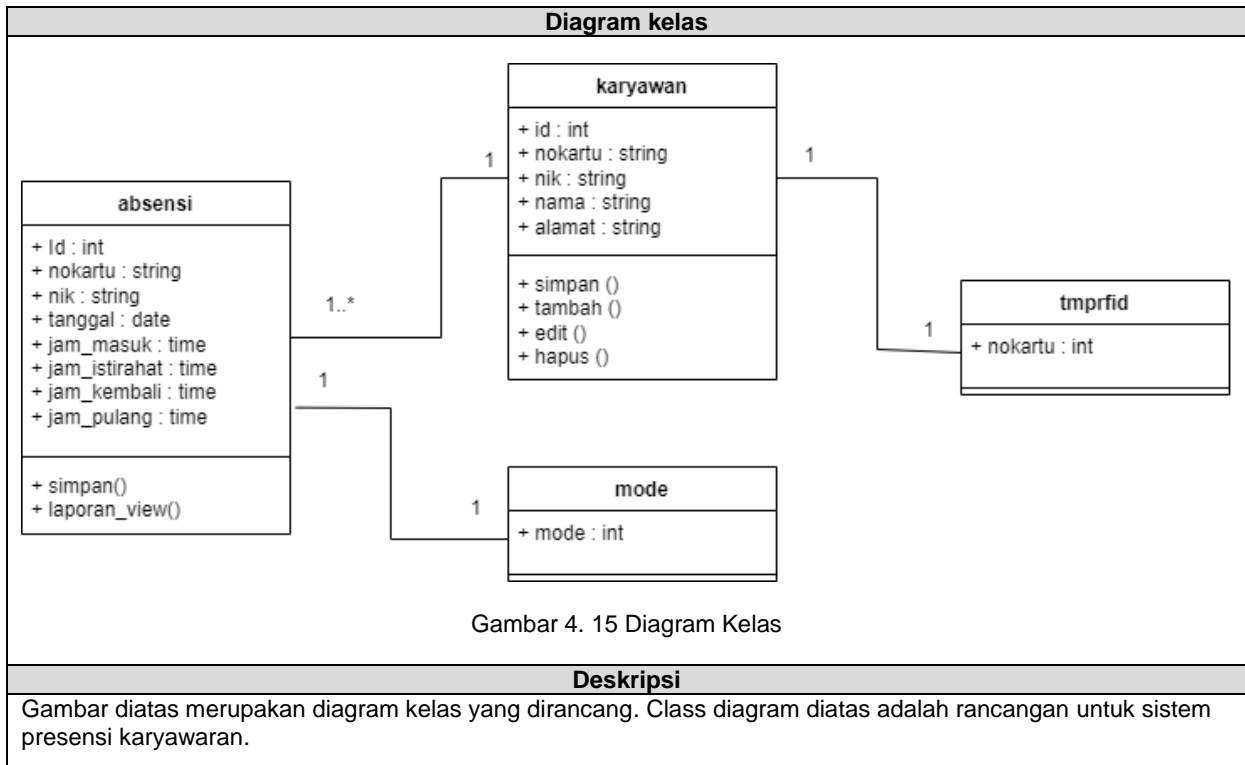 Diagram kelas
karyawan
+ id : int
+ nokartu : string
+ nik : string
+ nama : string
+ alamat : string
+ simpan ()
+ tambah ()
+ edit ()
+ hapus ()
1
1
absensi
+ Id : int
+ nokartu : string
+ nik : string
+ tanggal : date
+ jam_masuk : time
+ jam_istirahat : time
+ jam_kembali : time
+ jam_pulang : time
+ simpan()
+ laporan_view()
1..*
1
tmprfid
+ nokartu : int
1
mode
+ mode : int
1
Gambar 4. 15 Diagram Kelas
Deskripsi
Gambar diatas merupakan diagram kelas yang dirancang. Class diagram diatas adalah rancangan untuk sistem
presensi karyawaran.